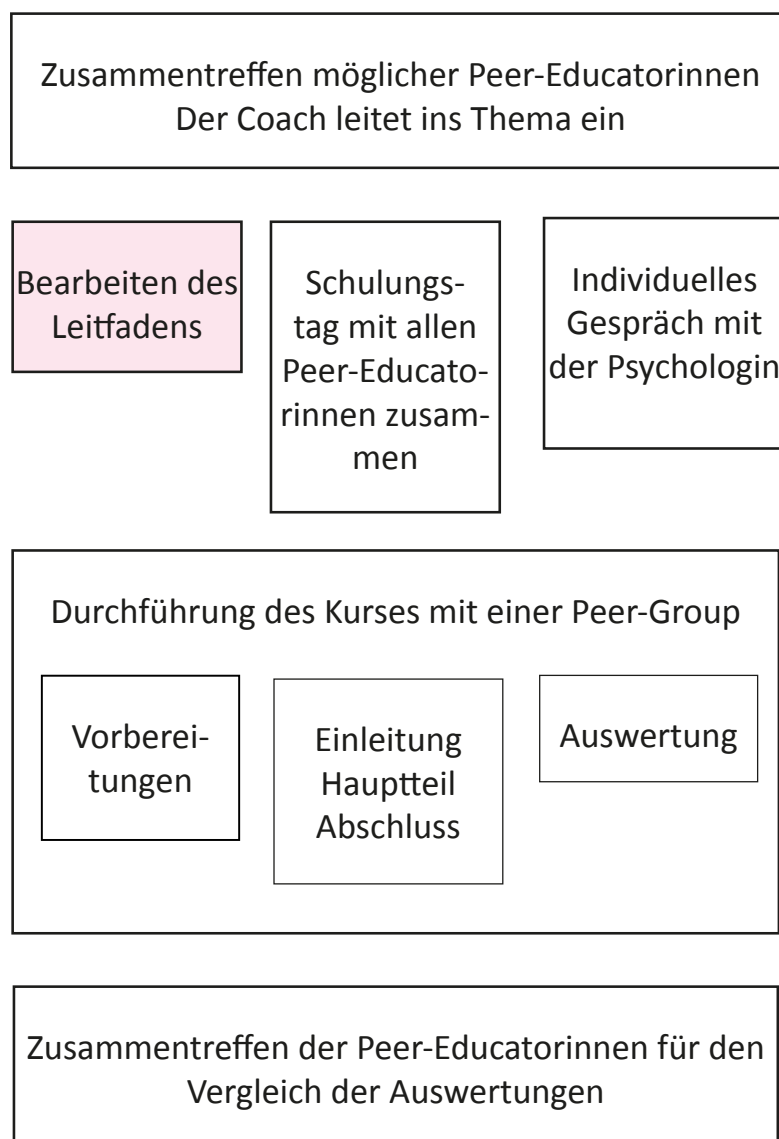 Zusammentreffen möglicher Peer-Educatorinnen
Der Coach leitet ins Thema ein
Bearbeiten des
Leitfadens
Schulungs-
tag mit allen
Peer-Educato-
rinnen zusam-
men
Individuelles
Gespräch mit
der Psychologin
Durchführung des Kurses mit einer Peer-Group
Vorberei-
tungen
Einleitung
Hauptteil
Abschluss
Auswertung
Zusammentreffen der Peer-Educatorinnen für den
Vergleich der Auswertungen